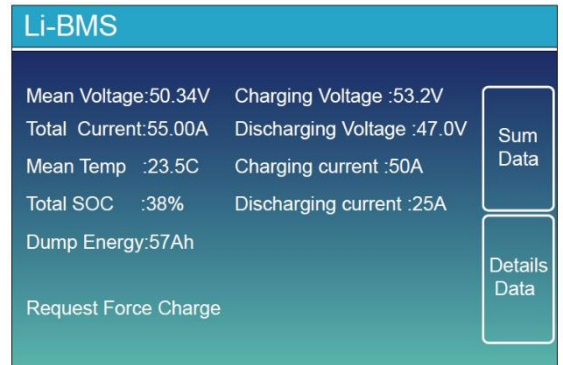 Li-BMS
Mean Voltage:50.34V Charging Voltage :53.2V
Total Current:55.00A Discharging Voltage :47.0V
Mean Temp :23.5C Charging current :50A
Total SOC :38% Discharging current :25A
Dump Energy:57Ah
Request Force Charge
Sum
Data
Details
Data